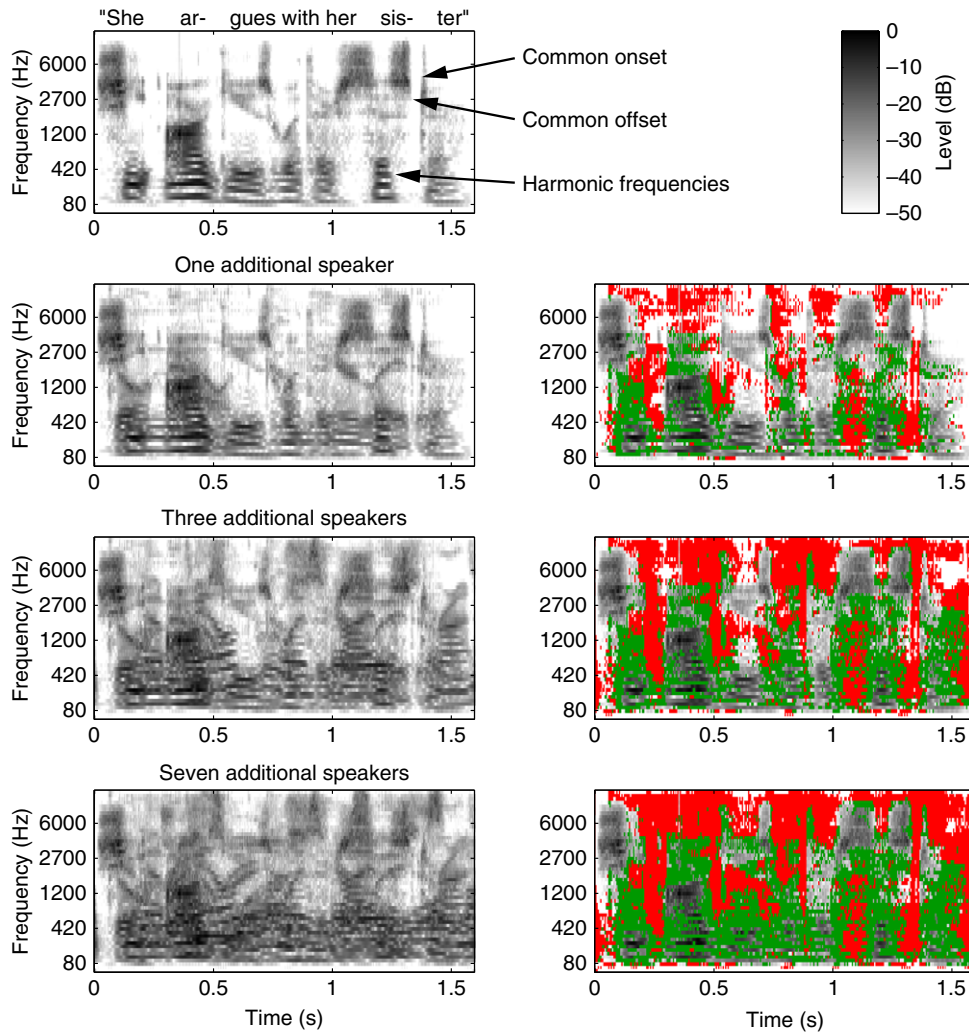 "She ar- gues with her sis- ter"
Frequency (Hz)
6000
2700
1200
420
80
0 0.5 1 1.5
Common onset
Common offset
Harmonic frequencies
0
−10
−20
−30
−40
−50
Level (dB)
One additional speaker
Frequency (Hz)
6000
2700
1200
420
80
0 0.5 1 1.5
6000
2700
1200
420
80
0 0.5 1 1.5
Three additional speakers
Frequency (Hz)
6000
2700
1200
420
80
0 0.5 1 1.5
6000
2700
1200
420
80
0 0.5 1 1.5
Seven additional speakers
Frequency (Hz)
6000
2700
1200
420
80
0 0.5 1 1.5
Time (s)
6000
2700
1200
420
80
0 0.5 1 1.5
Time (s)